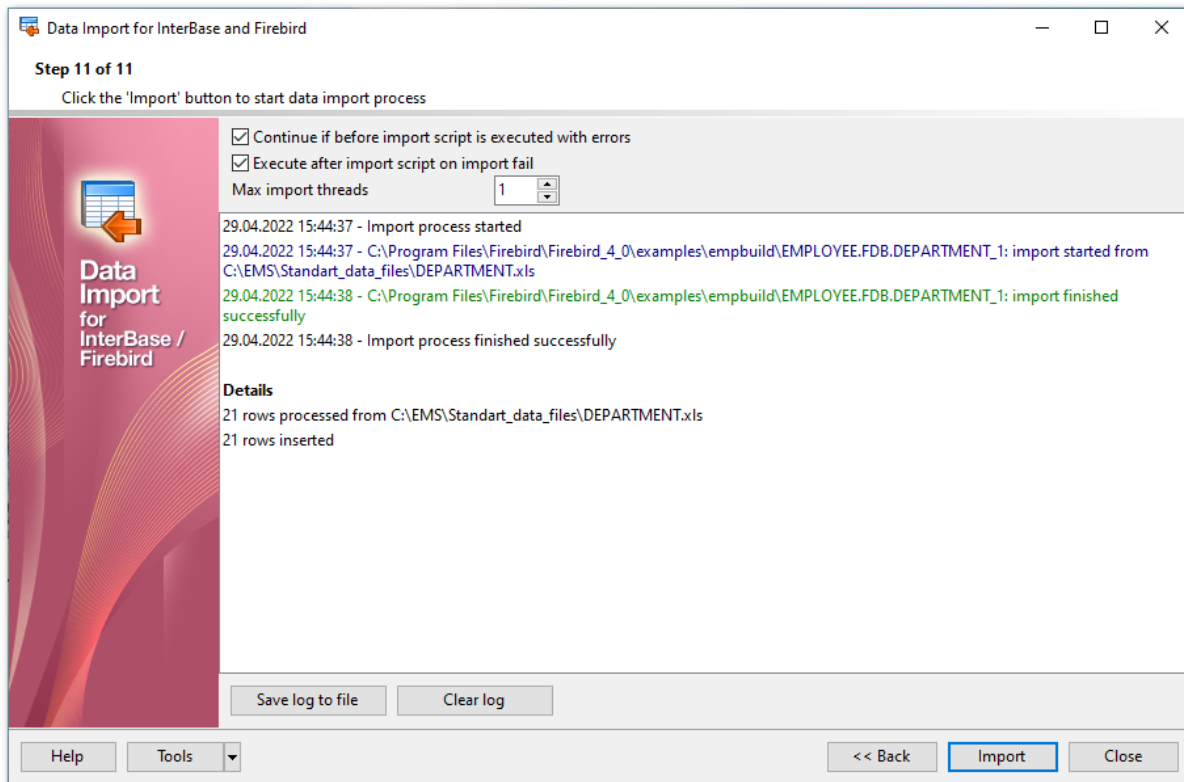 Data Import for InterBase and Firebird
Step 11 of 11
Click the 'Import' button to start data import process
Data
Import
for
InterBase /
Firebird
Continue if before import script is executed with errors
Execute after import script on import fail
Max import threads 1
29.04.2022 15:44:37 - Import process started
29.04.2022 15:44:37 - C:\Program Files\Firebird\Firebird_4_0\examples\empbuild\EMPLOYEE.FDB.DEPARTMENT_1: import started from
C:\EMS\Standart_data_files\DEPARTMENT.xls
29.04.2022 15:44:38 - C:\Program Files\Firebird\Firebird_4_0\examples\empbuild\EMPLOYEE.FDB.DEPARTMENT_1: import finished
successfully
29.04.2022 15:44:38 - Import process finished successfully
Details
21 rows processed from C:\EMS\Standart_data_files\DEPARTMENT.xls
21 rows inserted
Save log to file Clear log
Help Tools << Back Import Close